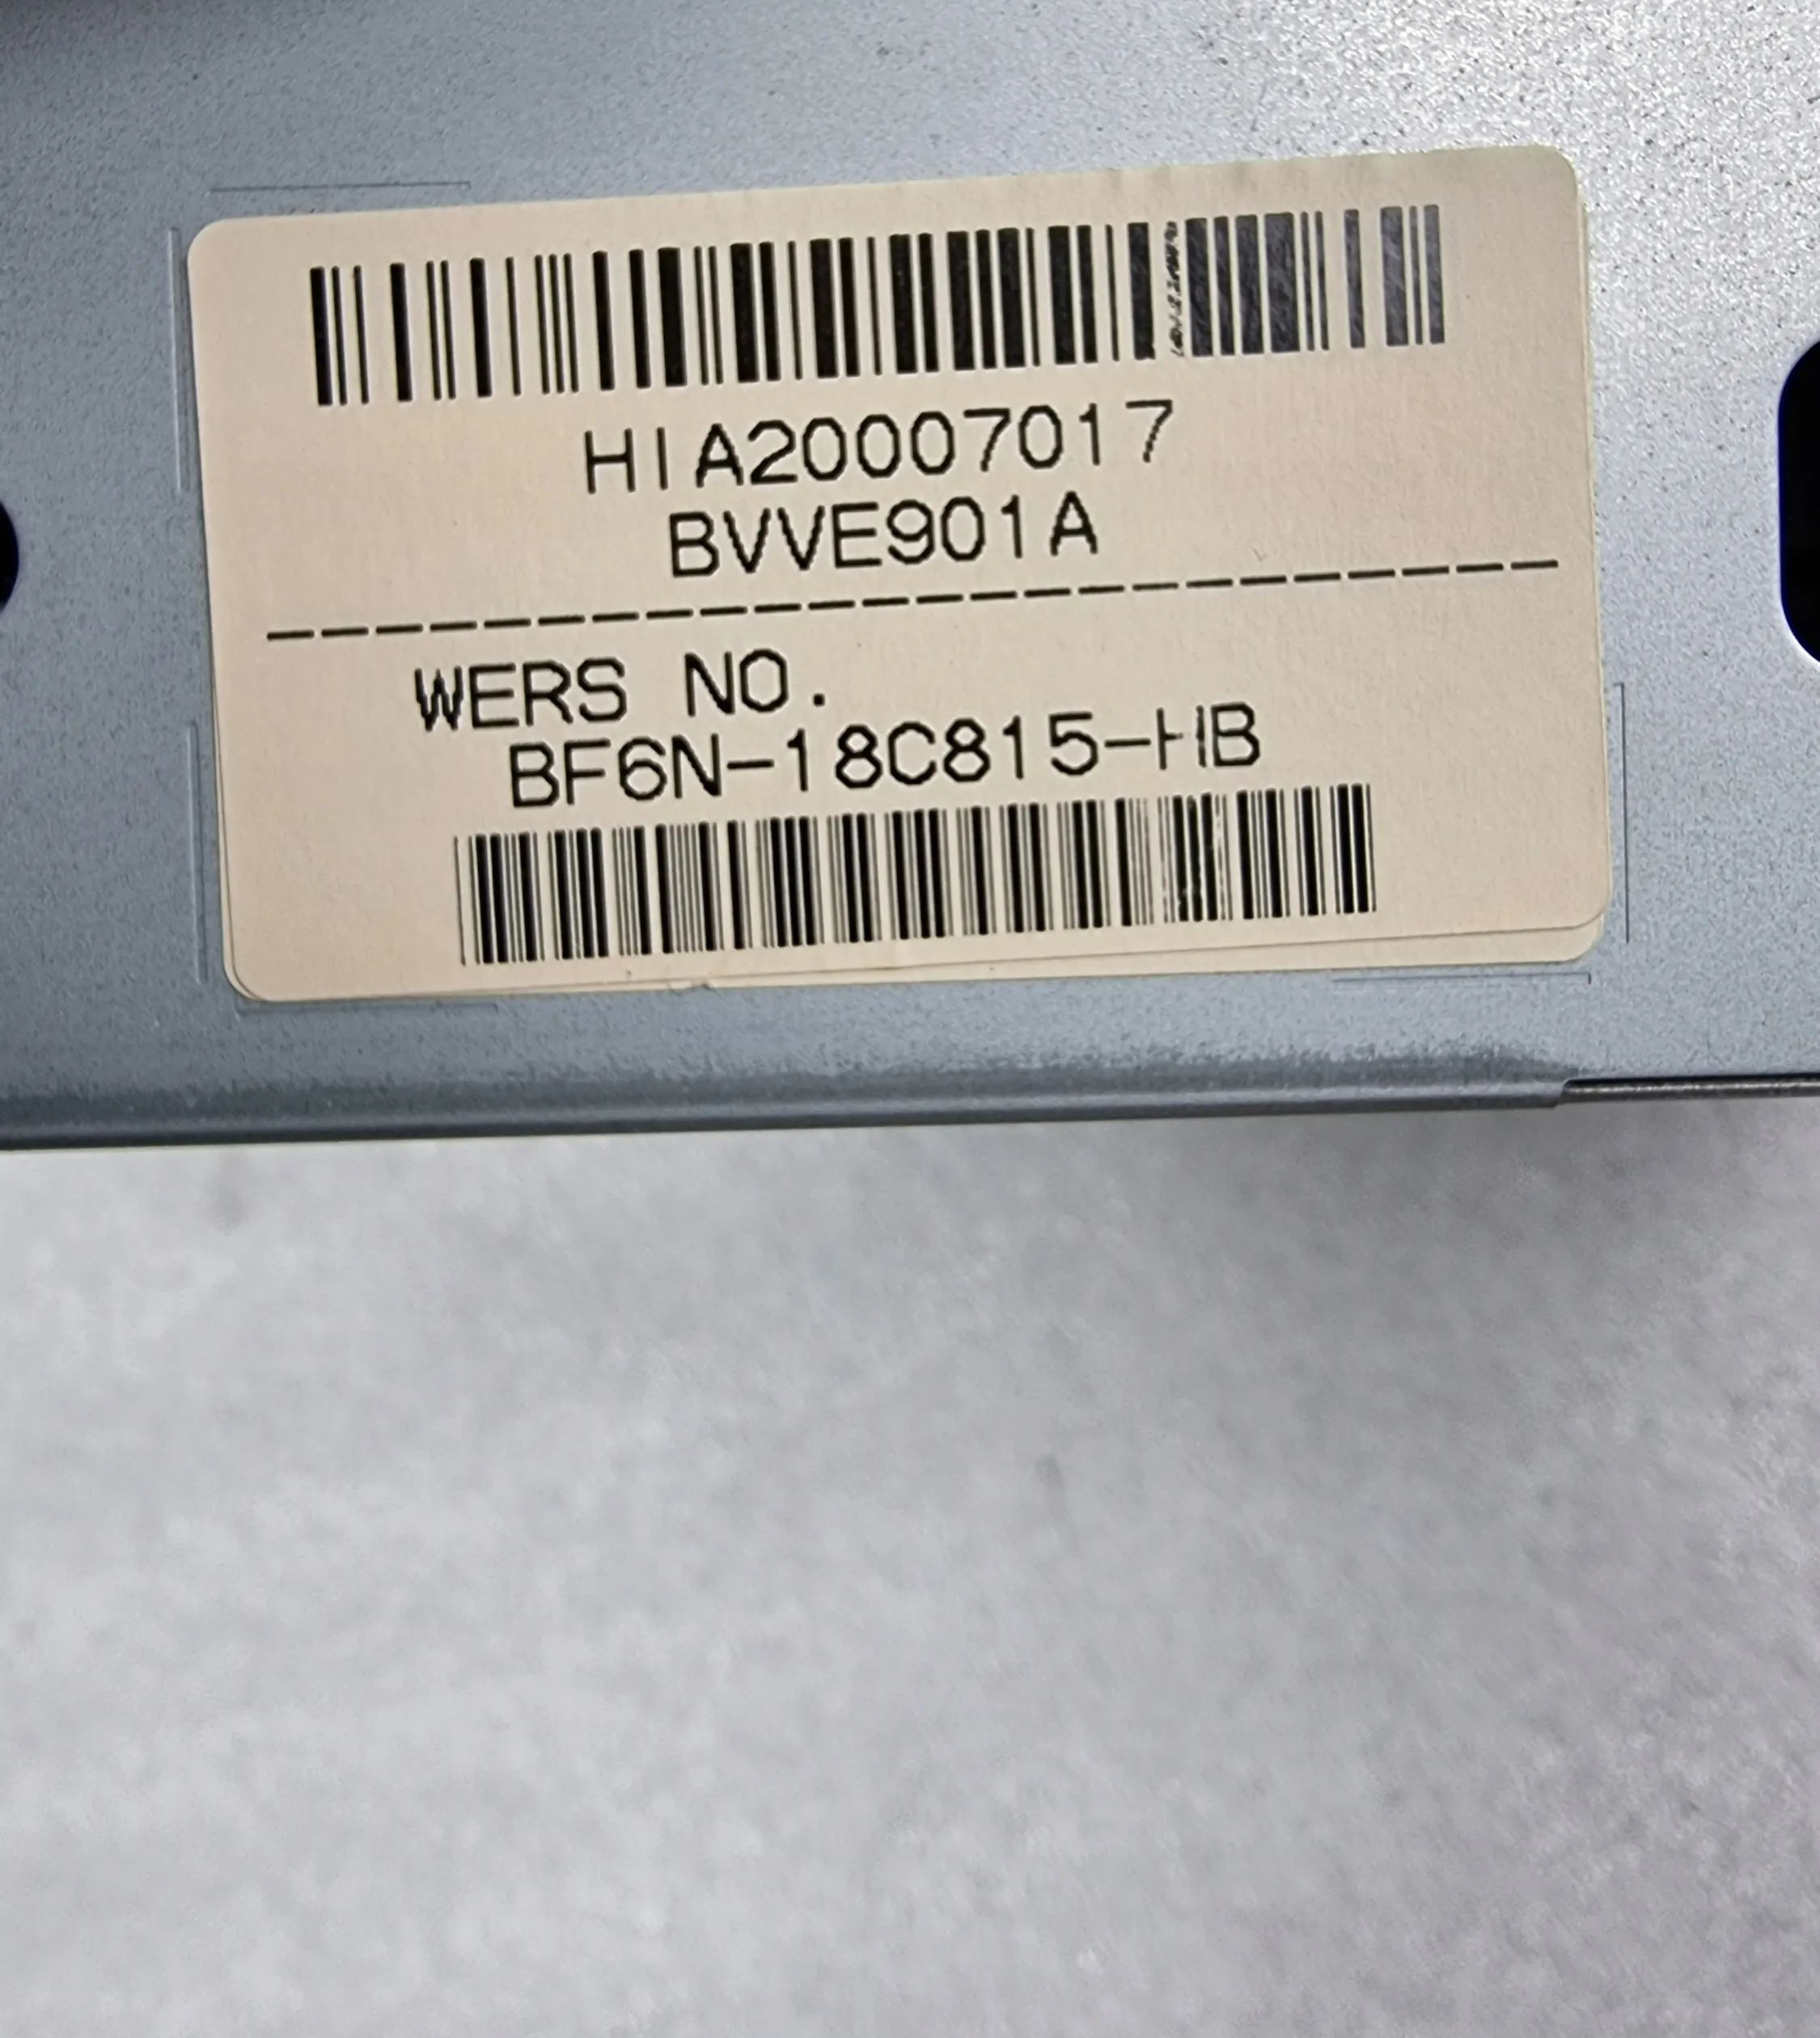 HIA20007017
BVVE901A
WERS NO.
BF6N-18C815-HB